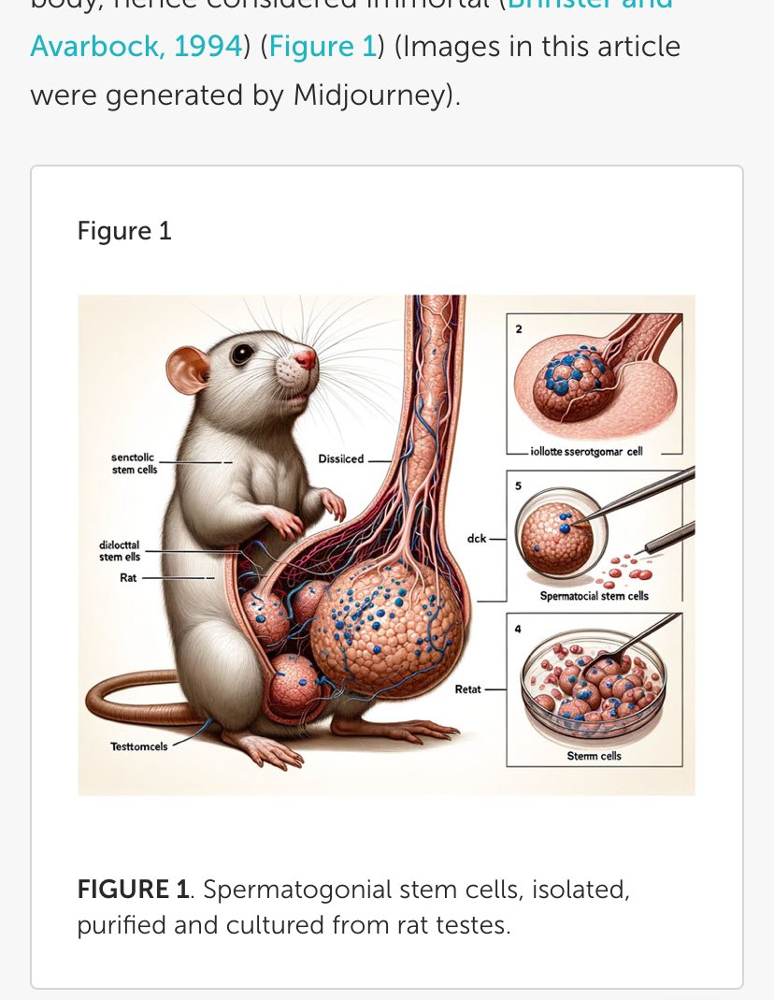 body, hence considered immortal (Brinster and
Avarbock, 1994) (Figure 1) (Images in this article
were generated by Midjourney).
Figure 1
2
senctolic
stem cells
Dissilced
iollotte sserotgomar cell
5
dizlocttal
stem ells
dck
Rat
Spermatocial stem cells
4
Retat
Testtomcels
Sterm cells
FIGURE 1. Spermatogonial stem cells, isolated,
purified and cultured from rat testes.